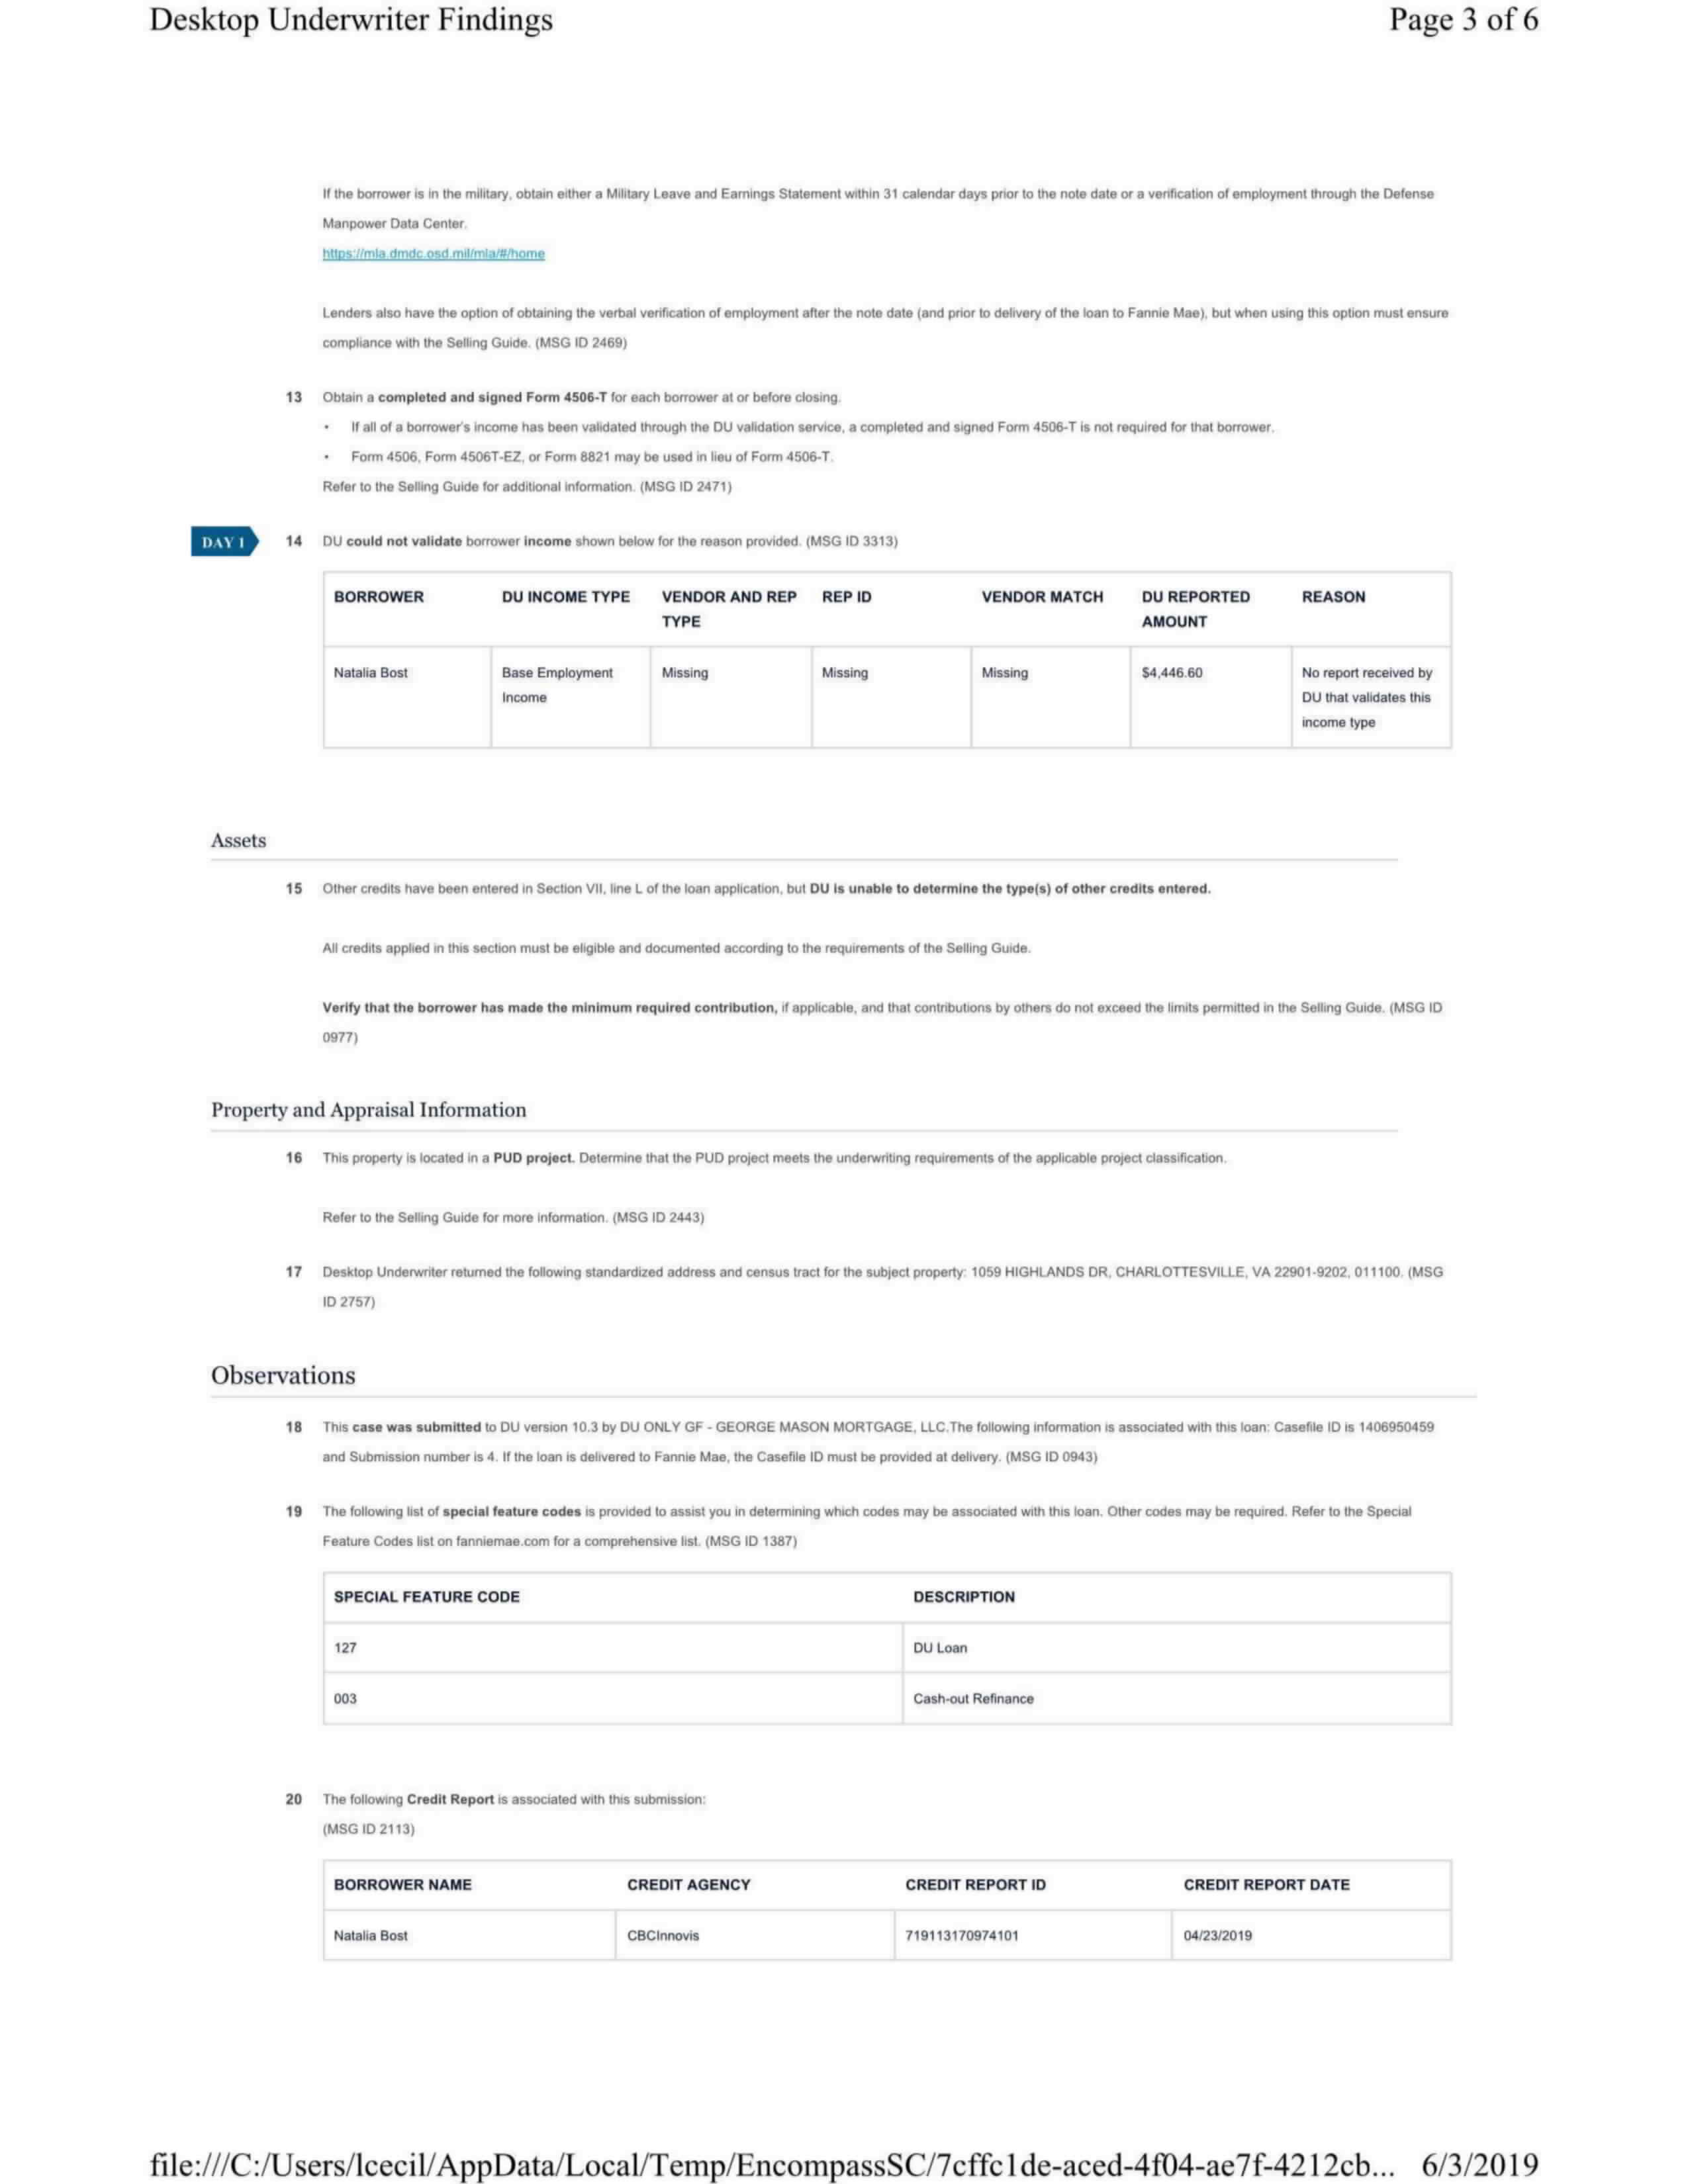 Desktop Underwriter Findings Page 3 of 6
If the borrower is in the military, obtain either a Military Leave and Earnings Statement within 31 calendar days prior to the note date or a verification of employment through the Defense
Manpower Data Center.
https://mla.dmdc.osd.mil/mla/#/home
Lenders also have the option of obtaining the verbal verification of employment after the note date (and prior to delivery of the loan to Fannie Mae), but when using this option must ensure
compliance with the Selling Guide. (MSG ID 2469)
13 Obtain a completed and signed Form 4506-T for each borrower at or before closing.
• If all of a borrower's income has been validated through the DU validation service, a completed and signed Form 4506-T is not required for that borrower.
• Form 4506, Form 4506T-EZ, or Form 8821 may be used in lieu of Form 4506-T.
Refer to the Selling Guide for additional information. (MSG ID 2471)
DAY 1 14 DU could not validate borrower income shown below for the reason provided. (MSG ID 3313)
BORROWER DU INCOME TYPE VENDOR AND REP REP ID VENDOR MATCH DU REPORTED REASON
TYPE AMOUNT
Natalia Bost Base Employment Missing Missing Missing $4,446.60 No report received by
Income DU that validates this
income type
Assets
15 Other credits have been entered in Section VII, line L of the loan application, but DU is unable to determine the type(s) of other credits entered.
All credits applied in this section must be eligible and documented according to the requirements of the Selling Guide.
Verify that the borrower has made the minimum required contribution, if applicable, and that contributions by others do not exceed the limits permitted in the Selling Guide. (MSG ID
0977)
Property and Appraisal Information
16 This property is located in a PUD project. Determine that the PUD project meets the underwriting requirements of the applicable project classification.
Refer to the Selling Guide for more information. (MSG ID 2443)
17 Desktop Underwriter returned the following standardized address and census tract for the subject property: 1059 HIGHLANDS DR, CHARLOTTESVILLE, VA 22901-9202, 011100. (MSG
ID 2757)
Observations
18 This case was submitted to DU version 10.3 by DU ONLY GF - GEORGE MASON MORTGAGE, LLC.The following information is associated with this loan: Casefile ID is 1406950459
and Submission number is 4. If the loan is delivered to Fannie Mae, the Casefile ID must be provided at delivery. (MSG ID 0943)
19 The following list of special feature codes is provided to assist you in determining which codes may be associated with this loan. Other codes may be required. Refer to the Special
Feature Codes list on fanniemae.com for a comprehensive list. (MSG ID 1387)
SPECIAL FEATURE CODE DESCRIPTION
127 DU Loan
003 Cash-out Refinance
20 The following Credit Report is associated with this submission:
(MSG ID 2113)
BORROWER NAME CREDIT AGENCY CREDIT REPORT ID CREDIT REPORT DATE
Natalia Bost CBCInnovis 719113170974101 04/23/2019
file:///C:/Users/lcecil/AppData/Local/Temp/EncompassSC/7cffc1de-aced-4f04-ae7f-4212cb... 6/3/2019